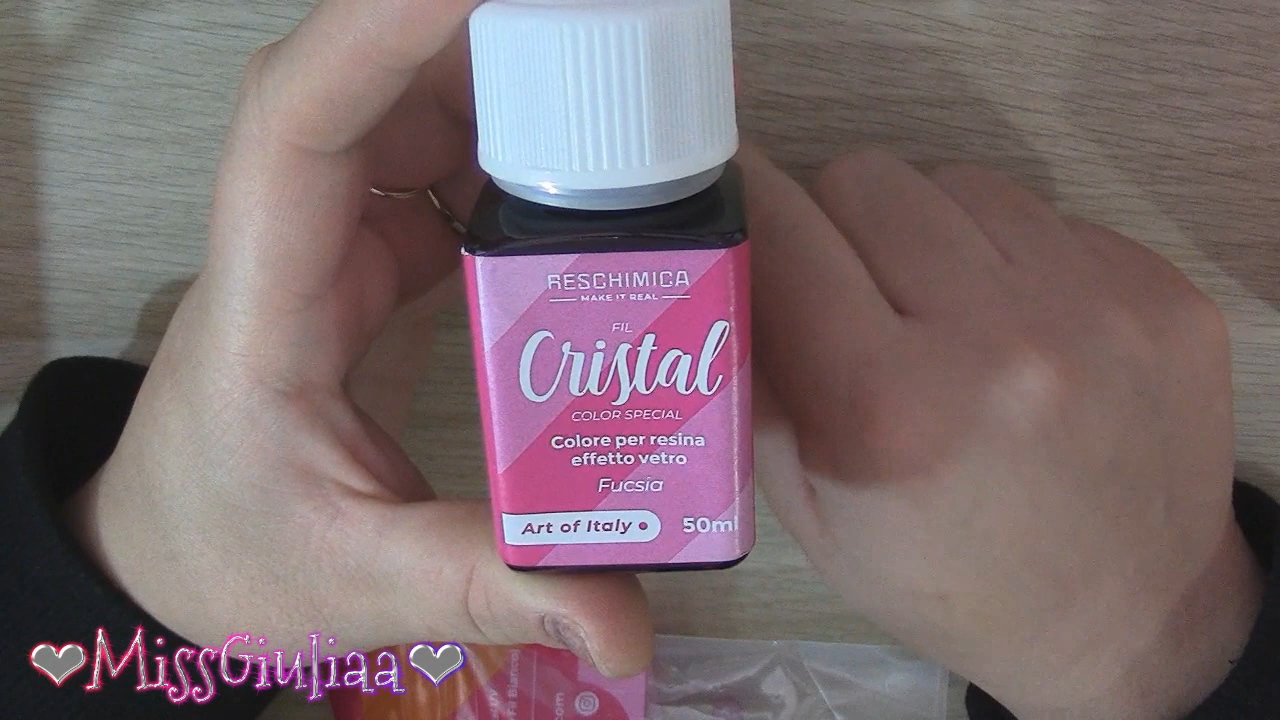 RESCHIMICA
MAKE IT REAL
FIL
Cristal
COLOR SPECIAL
Colore per resina
effetto vetro
Fucsia
Art of Italy
50ml
❤MissGiuliaa❤
.com